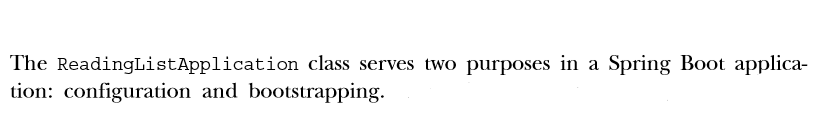 The ReadingListApplication class serves two purposes in a Spring Boot applica-
tion: configuration and bootstrapping.